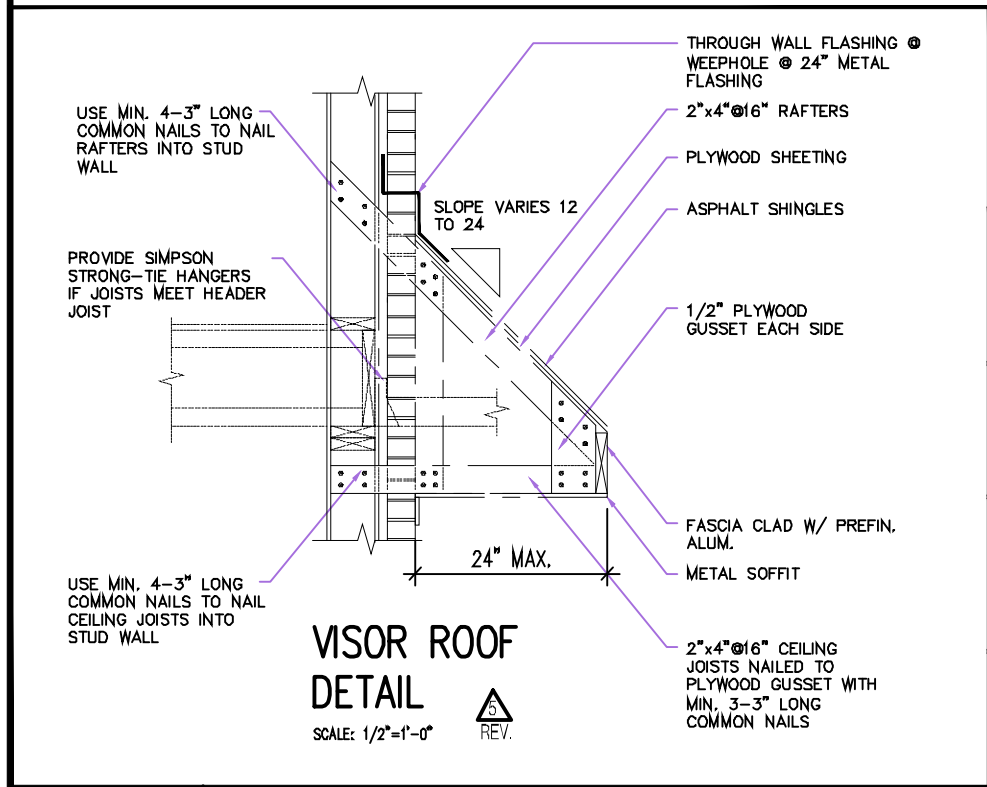 THROUGH WALL FLASHING @
WEEPHOLE @ 24" METAL
FLASHING
USE MIN. 4-3" LONG
COMMON NAILS TO NAIL
RAFTERS INTO STUD
WALL
2"x4"@16" RAFTERS
PLYWOOD SHEETING
ASPHALT SHINGLES
SLOPE VARIES 12
TO 24
PROVIDE SIMPSON
STRONG-TIE HANGERS
IF JOISTS MEET HEADER
JOIST
1/2" PLYWOOD
GUSSET EACH SIDE
FASCIA CLAD W/ PREFIN.
ALUM.
METAL SOFFIT
24" MAX.
USE MIN. 4-3" LONG
COMMON NAILS TO NAIL
CEILING JOISTS INTO
STUD WALL
2"x4"@16" CEILING
JOISTS NAILED TO
PLYWOOD GUSSET WITH
MIN. 3-3" LONG
COMMON NAILS
VISOR ROOF
DETAIL
SCALE: 1/2"=1'-0"
5
REV.